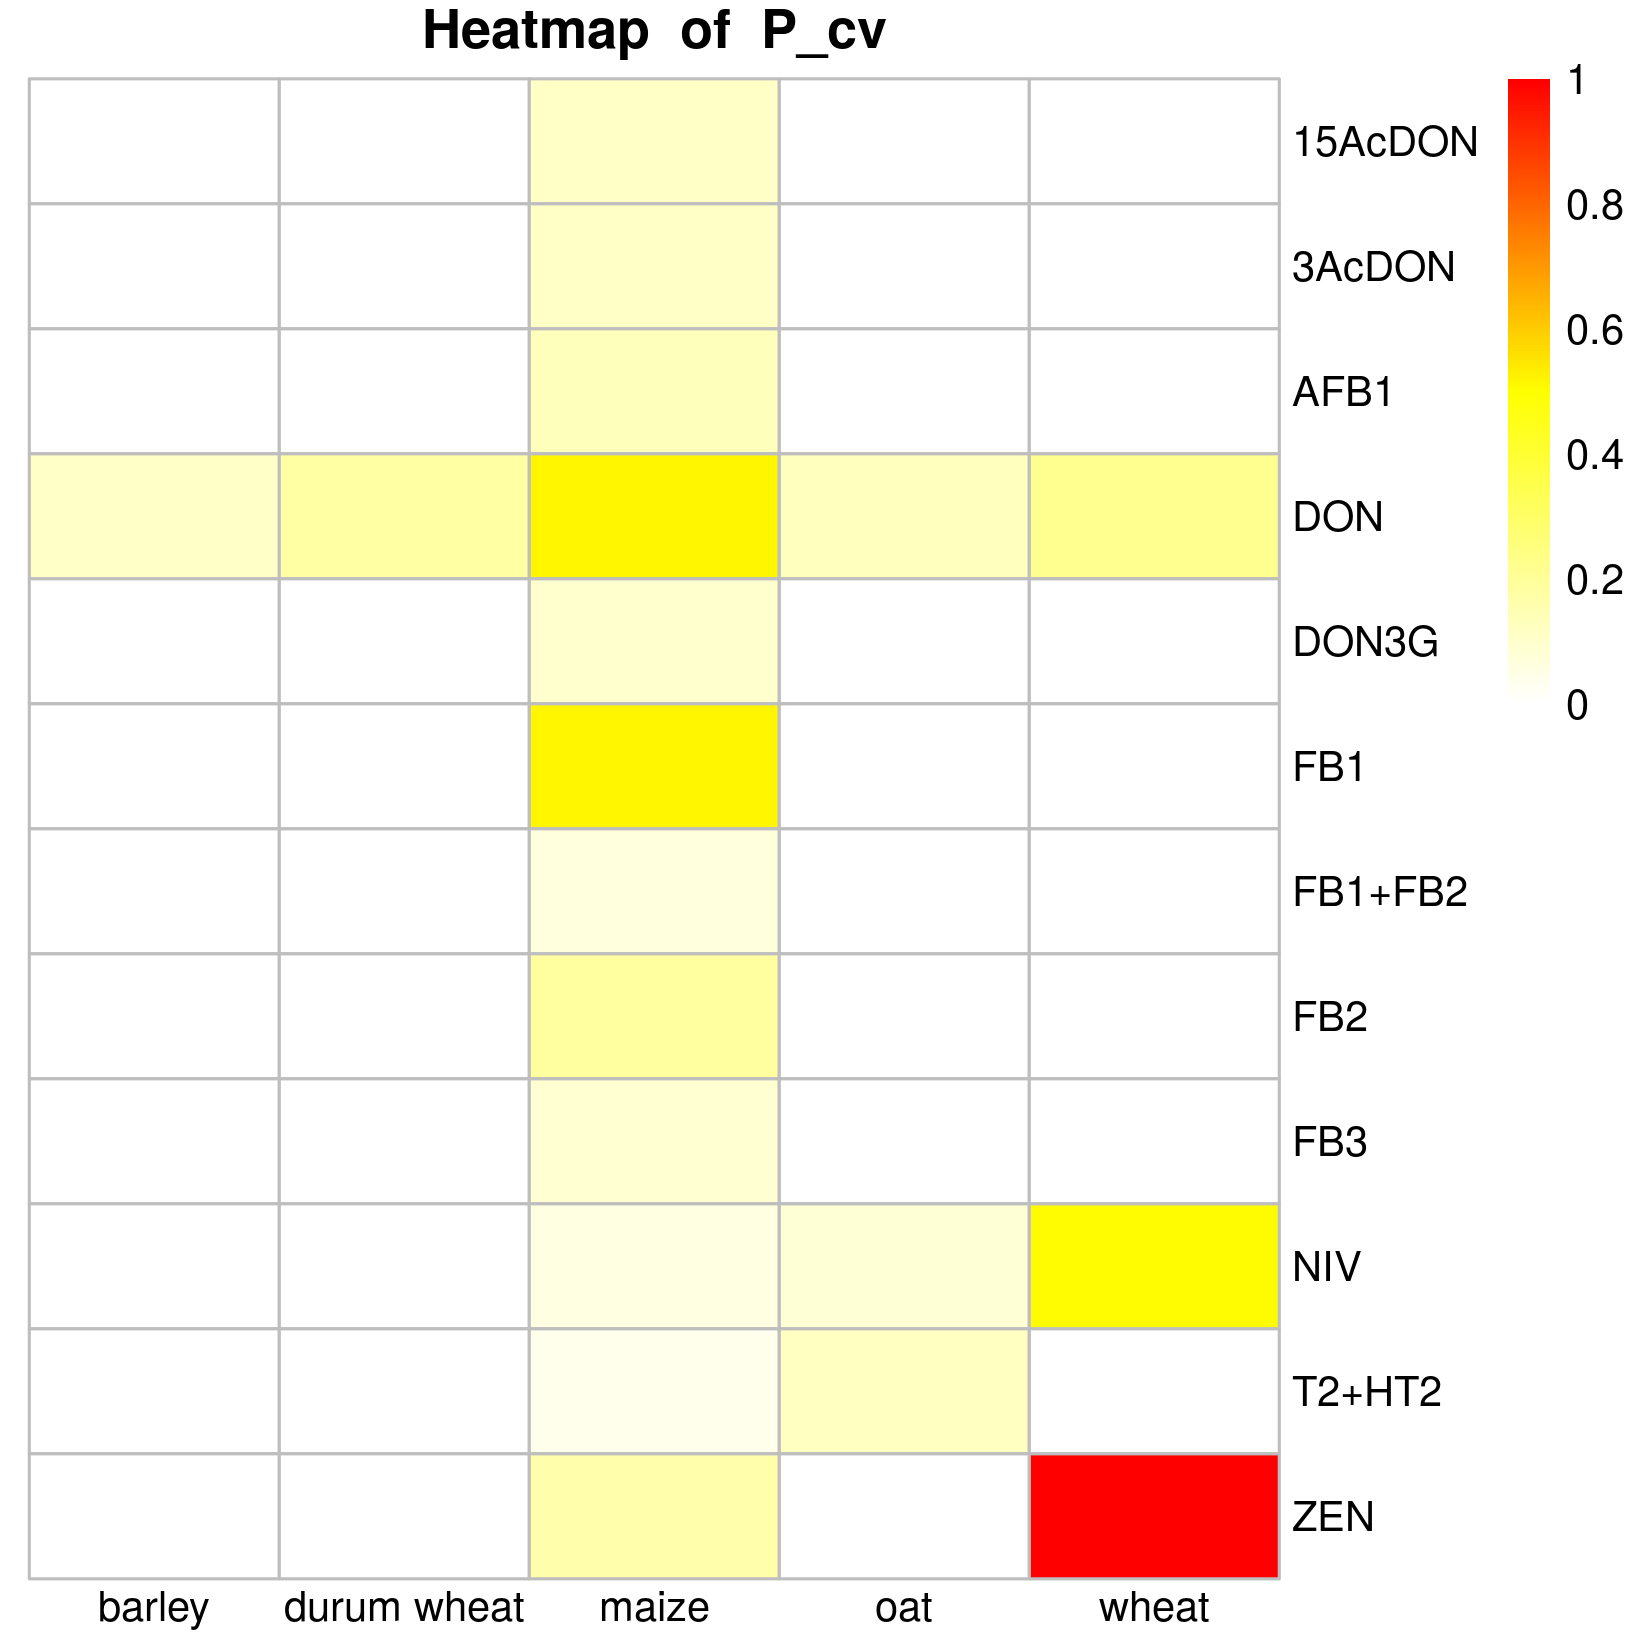 Heatmap of P_cv
1
15AcDON
0.8
3AcDON
0.6
AFB1
0.4
DON
0.2
DON3G
0
FB1
FB1+FB2
FB2
FB3
NIV
T2+HT2
ZEN
barley durum wheat maize oat wheat